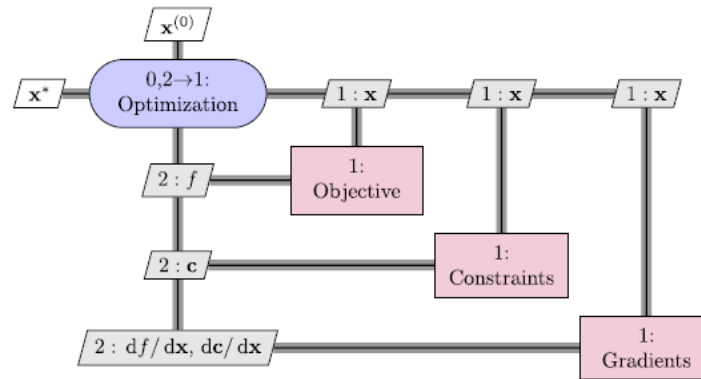 x⁽⁰⁾
x*
0,2→1:
Optimization
1 : x
1 : x
1 : x
2 : f
1:
Objective
2 : c
1:
Constraints
2 : df/ dx, dc/ dx
1:
Gradients